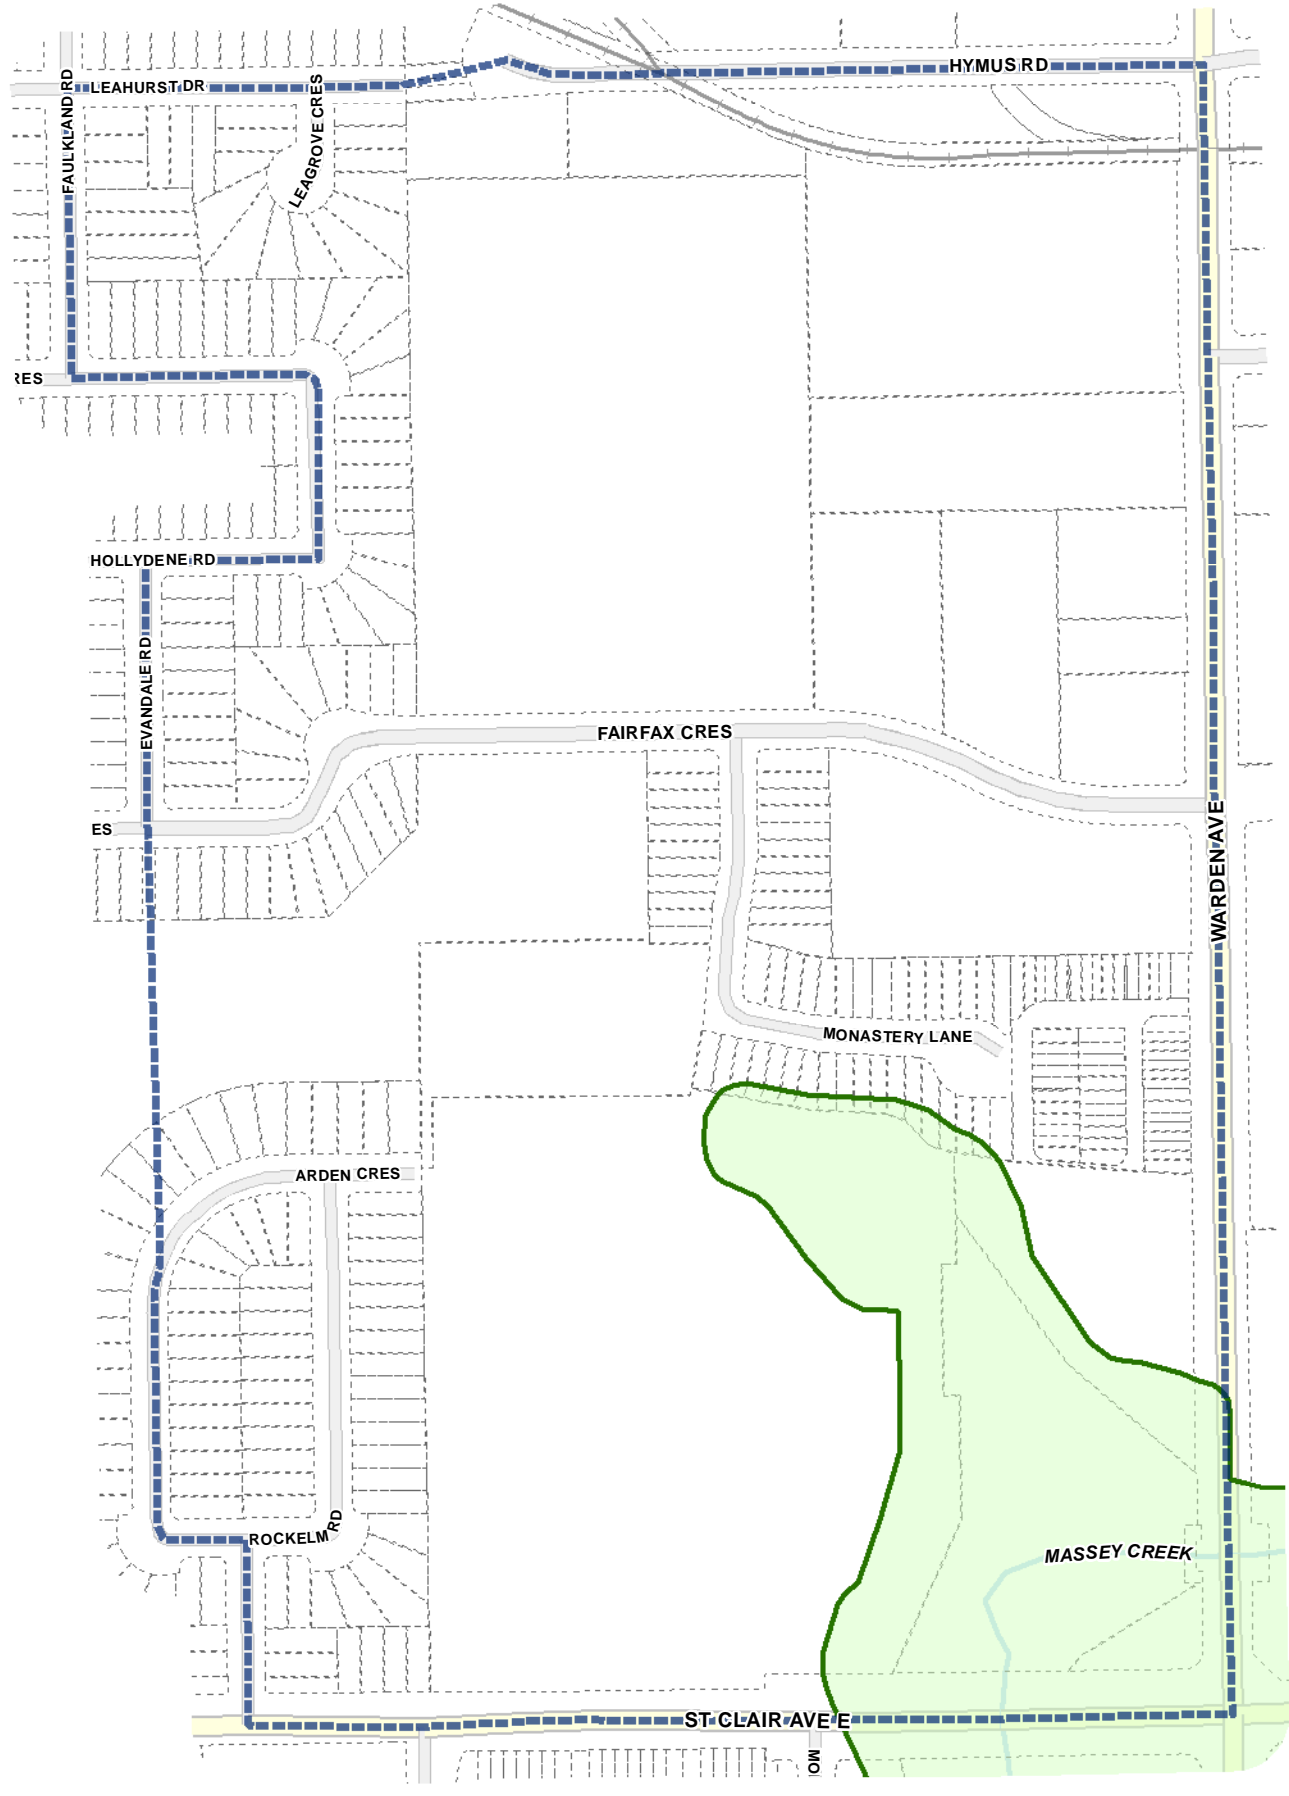 HYMUS RD
LEAHURST DR
FAULKLAND RD
LEAGROVE CRES
RES
HOLLYDENE RD
EVANDALE RD
FAIRFAX CRES
ES
WARDEN AVE
MONASTERY LANE
ARDEN CRES
ROCKELM RD
MASSEY CREEK
ST CLAIR AVE E
MO